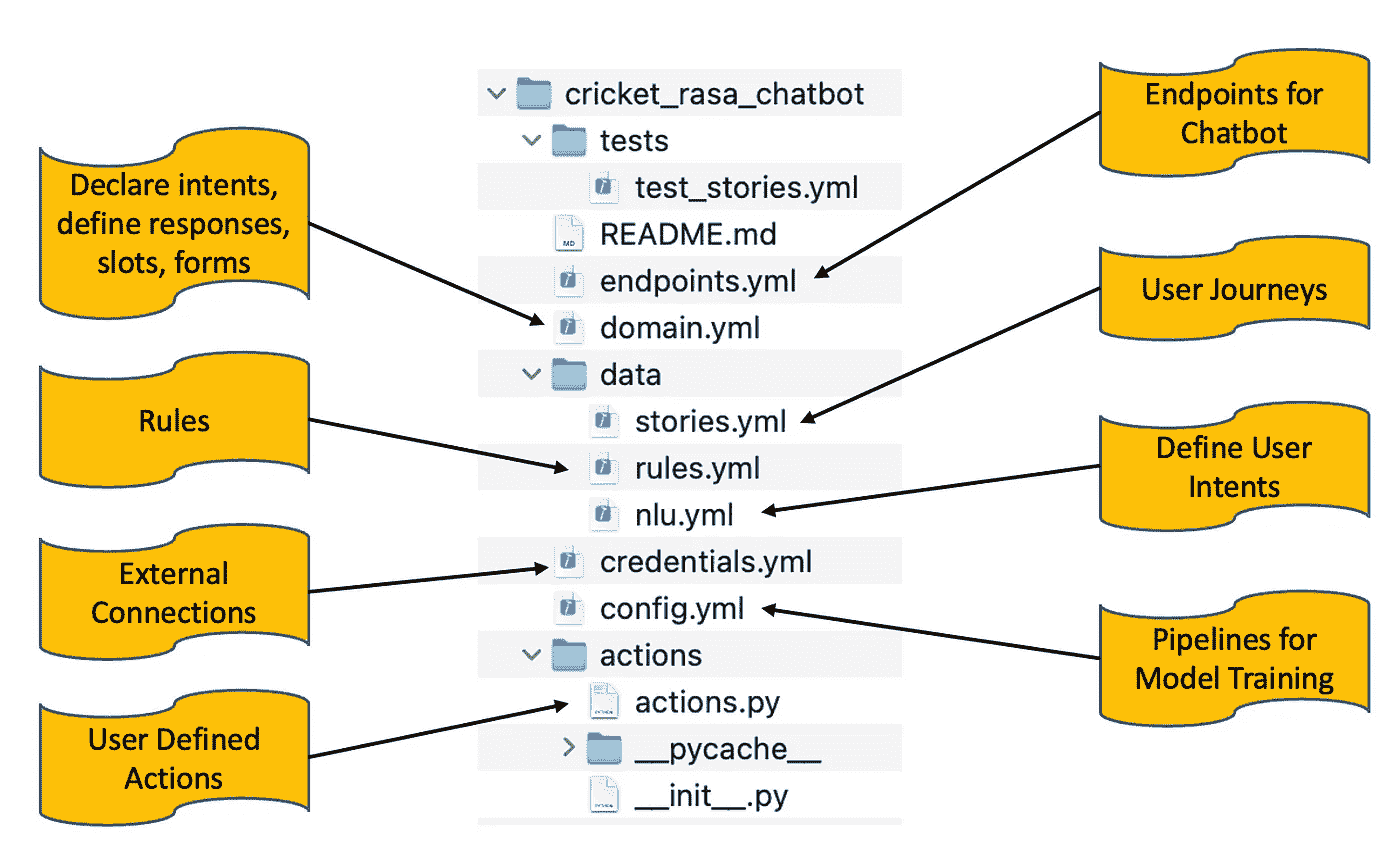 cricket_rasa_chatbot
tests
test_stories.yml
README.md
endpoints.yml
domain.yml
data
stories.yml
rules.yml
nlu.yml
credentials.yml
config.yml
actions
actions.py
__pycache__
__init__.py
Declare intents,
define responses,
slots, forms
Rules
External
Connections
User Defined
Actions
Endpoints for
Chatbot
User Journeys
Define User
Intents
Pipelines for
Model Training
MD